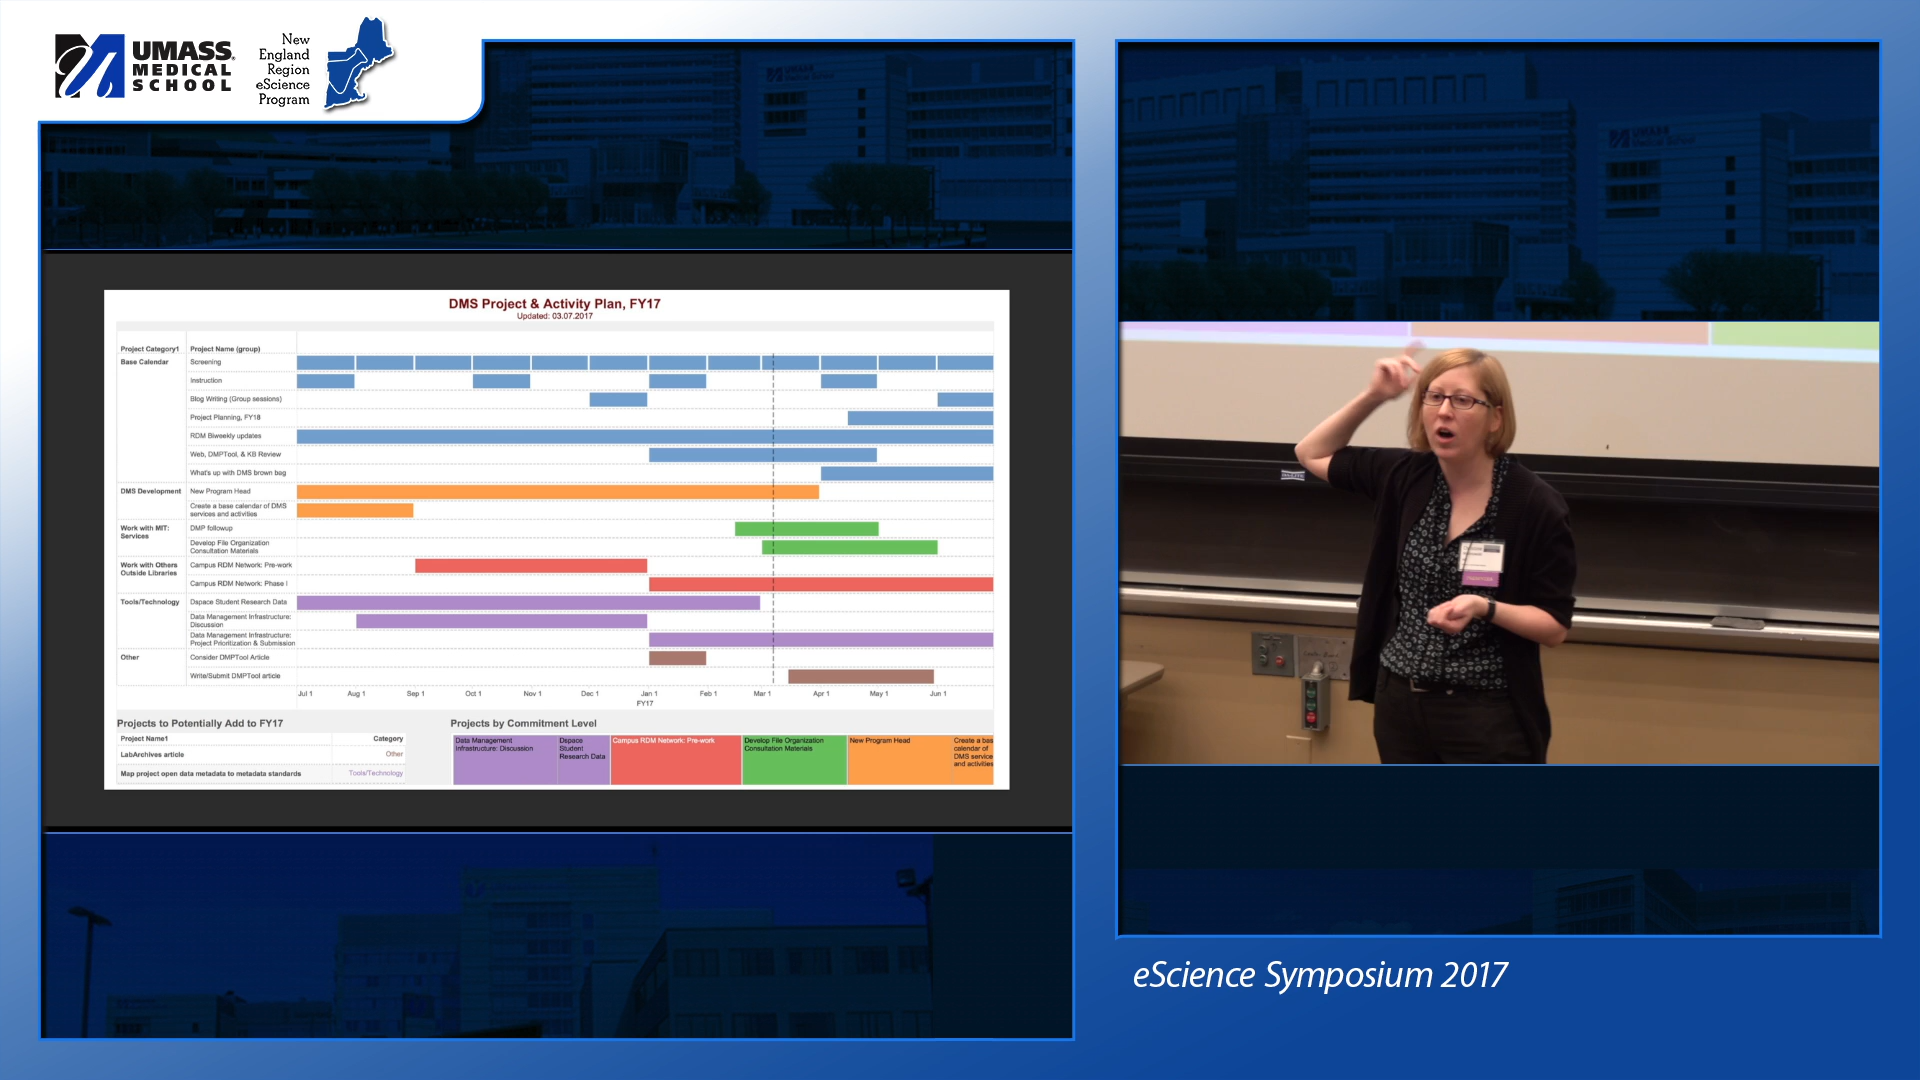 UMASS
MEDICAL
SCHOOL
New
England
Region
eScience
Program
DMS Project & Activity Plan, FY17
Updated: 03.07.2017
Project Category1 Project Name (group)
Base Calendar Screening
Instruction
Blog Writing (Group sessions)
Project Planning, FY18
RDM Biweekly updates
Web, DMPTool, & KB Review
What's up with DMS brown bag
DMS Development New Program Head
Create a base calendar of DMS
services and activities
Work with MIT: DMP followup
Services
Develop File Organization
Consultation Materials
Work with Others Campus RDM Network: Pre-work
Outside Libraries
Campus RDM Network: Phase I
Tools/Technology Dspace Student Research Data
Data Management Infrastructure:
Discussion
Data Management Infrastructure:
Project Prioritization & Submission
Other Consider DMPTool Article
Write/Submit DMPTool article
Jul 1 Aug 1 Sep 1 Oct 1 Nov 1 Dec 1 Jan 1 Feb 1 Mar 1 Apr 1 May 1 Jun 1
FY17
Projects to Potentially Add to FY17
Project Name1 Category
LabArchives article Other
Map project open data metadata to metadata standards Tools/Technology
Projects by Commitment Level
Data Management
Infrastructure: Discussion
Dspace
Student
Research Data
Campus RDM Network: Pre-work
Develop File Organization
Consultation Materials
New Program Head
Create a bas
calendar of
DMS service
and activities
eScience Symposium 2017